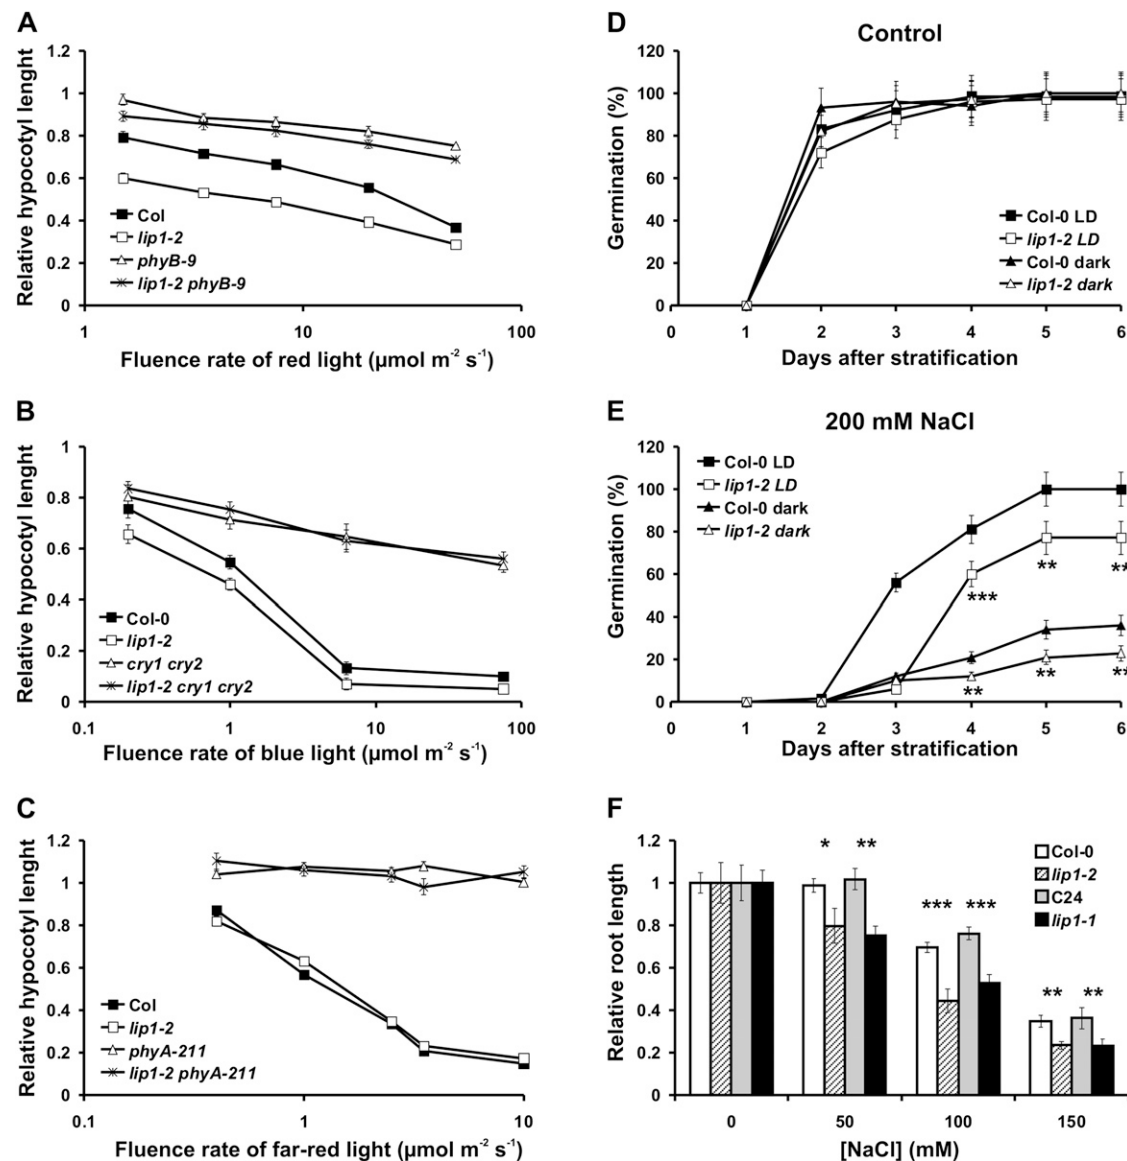 A
Relative hypocotyl lenght
1.2
1
0.8
0.6
0.4
0.2
0
Col
lip1-2
phyB-9
lip1-2 phyB-9
1
10
100
Fluence rate of red light (µmol m⁻² s⁻¹)
B
Relative hypocotyl lenght
1
0.8
0.6
0.4
0.2
0
Col-0
lip1-2
cry1 cry2
lip1-2 cry1 cry2
0.1
1
10
100
Fluence rate of blue light (µmol m⁻² s⁻¹)
C
Relative hypocotyl lenght
1.2
1
0.8
0.6
0.4
0.2
0
Col
lip1-2
phyA-211
lip1-2 phyA-211
0.1
1
10
Fluence rate of far-red light (µmol m⁻² s⁻¹)
D
Control
Germination (%)
120
100
80
60
40
20
0
Col-0 LD
lip1-2 LD
Col-0 dark
lip1-2 dark
0 1 2 3 4 5 6
Days after stratification
E
200 mM NaCl
Germination (%)
120
100
80
60
40
20
0
Col-0 LD
lip1-2 LD
Col-0 dark
lip1-2 dark
*** ** **
** ** **
0 1 2 3 4 5 6
Days after stratification
F
Relative root length
1.2
1
0.8
0.6
0.4
0.2
0
* **
*** ***
** **
Col-0
lip1-2
C24
lip1-1
0 50 100 150
[NaCl] (mM)